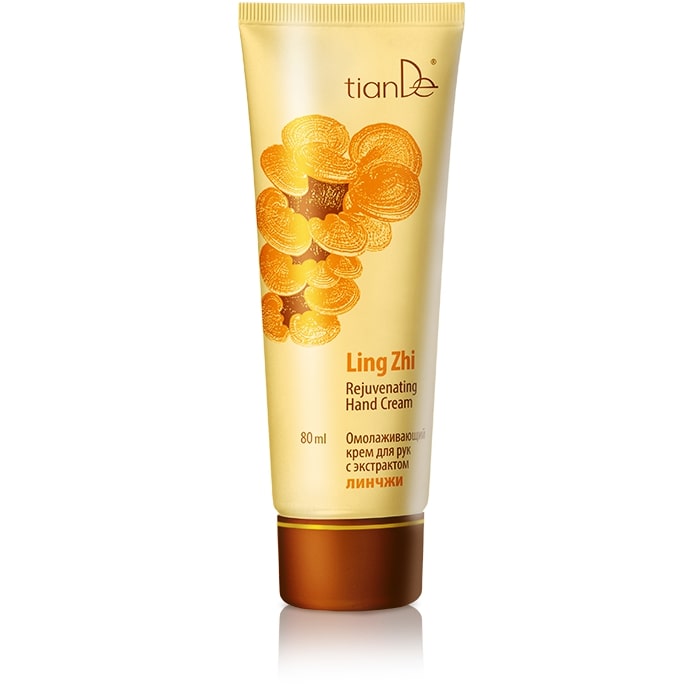 tianDe®
Ling Zhi
Rejuvenating
Hand Cream
80 ml
Омолаживающий
крем для рук
с экстрактом
ЛИНЧЖИ